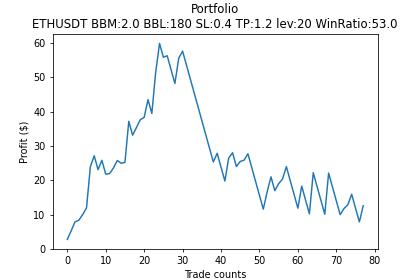 Portfolio
ETHUSDT BBM:2.0 BBL:180 SL:0.4 TP:1.2 lev:20 WinRatio:53.0
60
50
40
30
20
10
0
Profit ($)
0 10 20 30 40 50 60 70 80
Trade counts